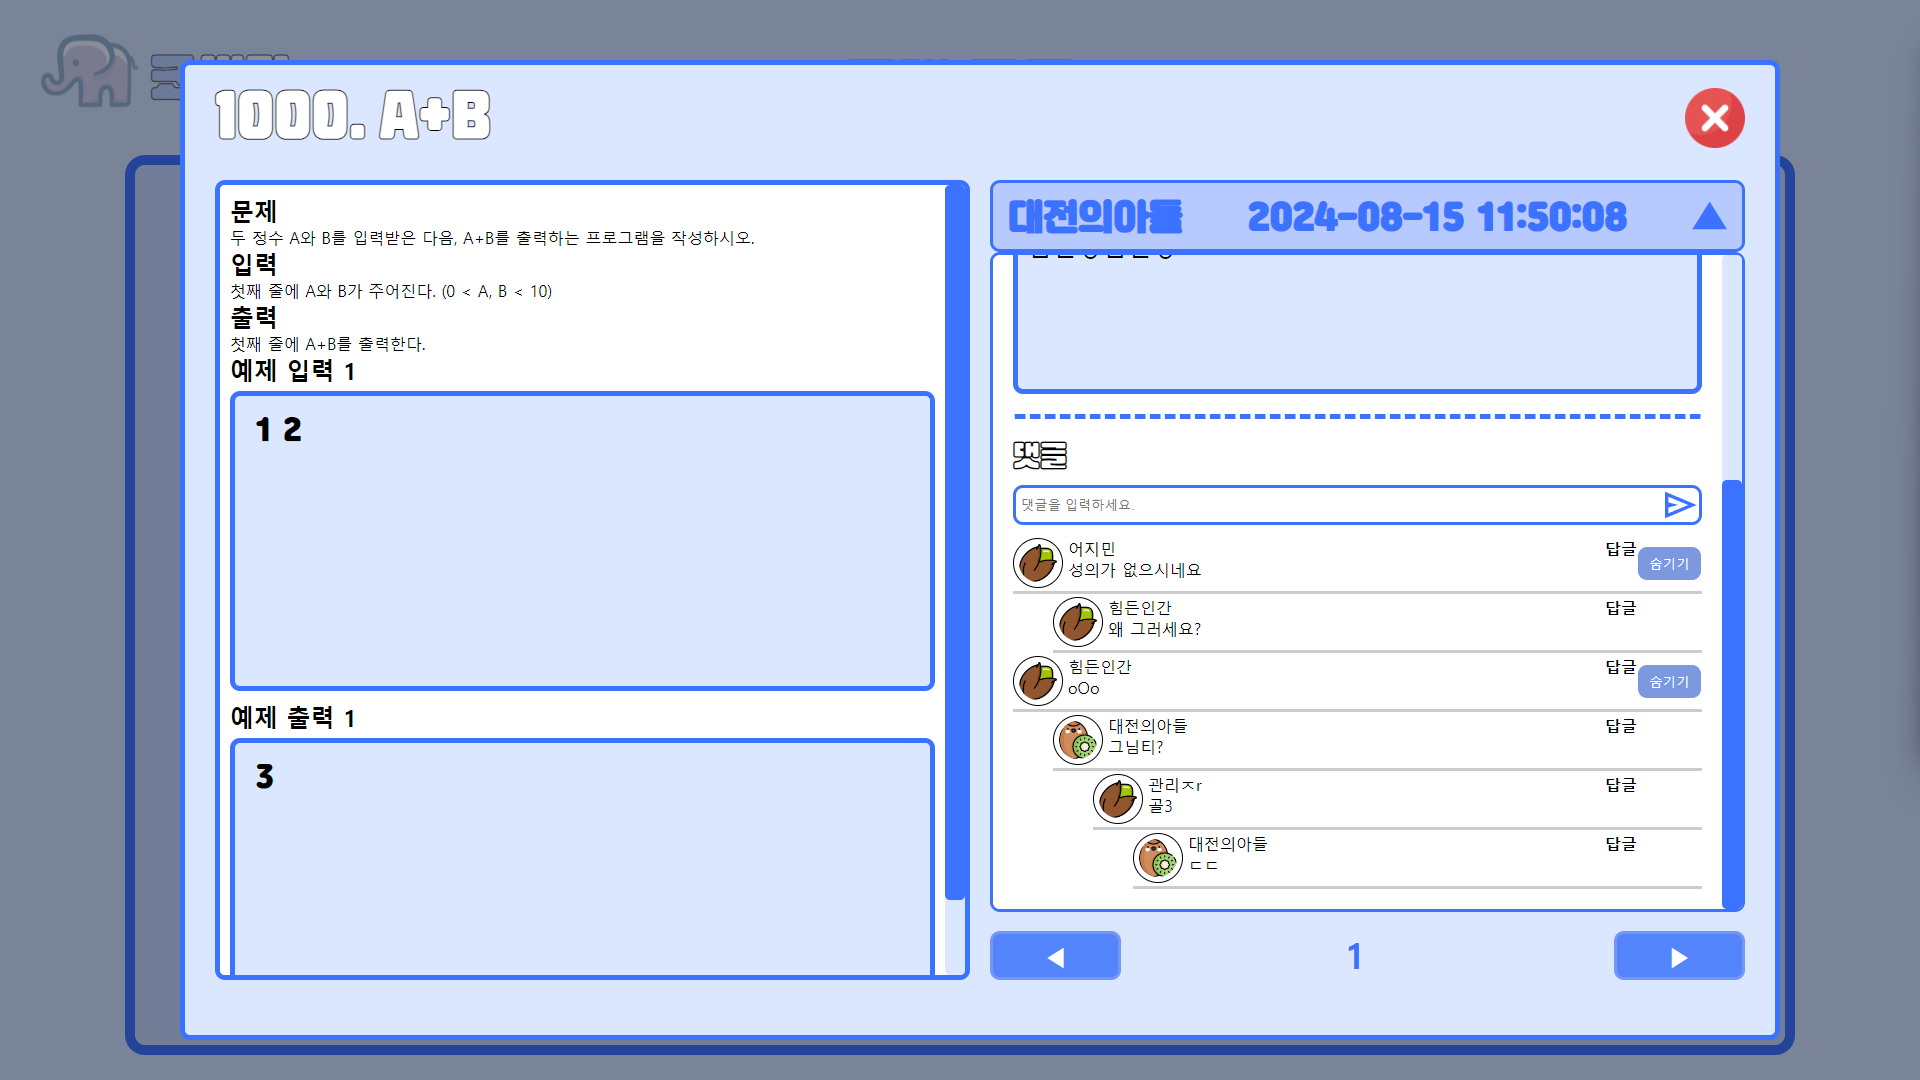 1000. A+B
문제
두 정수 A와 B를 입력받은 다음, A+B를 출력하는 프로그램을 작성하시오.
입력
첫째 줄에 A와 B가 주어진다. (0 < A, B < 10)
출력
첫째 줄에 A+B를 출력한다.
예제 입력 1
1 2
예제 출력 1
3
대전의아들 2024-08-15 11:50:08
댓글
댓글을 입력하세요.
어지민 답글
성의가 없으시네요 숨기기
힘든인간 답글
왜 그러세요?
힘든인간 답글
oOo 숨기기
대전의아들 답글
그님티?
관리ㅈr 답글
골3
대전의아들 답글
ㄷㄷ
1